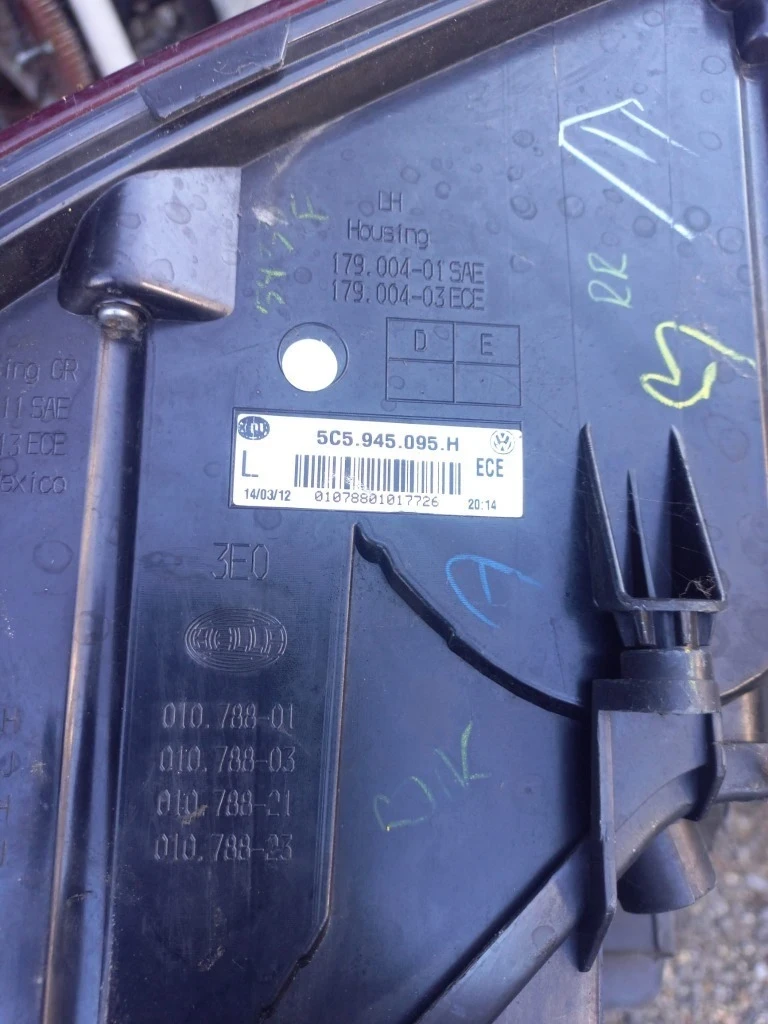 LH
Housing
179.004-01 SAE
179.004-03 ECE
D E
GR
11 SAE
13 ECE
exico
5C5.945.095.H
L
ECE
14/03/12
01078801017726
20:14
3E0
HELLA
010.788-01
010.788-03
010.788-21
010.788-23
RR